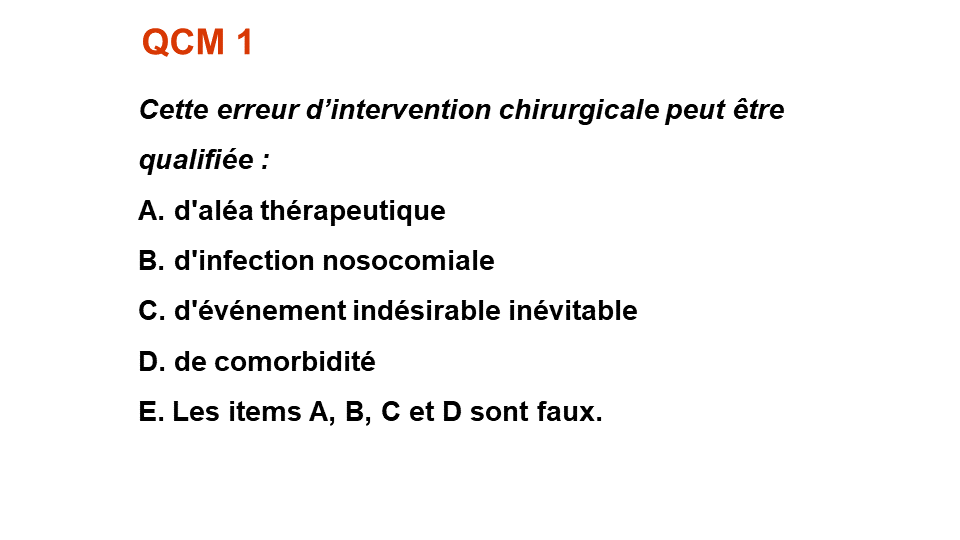 QCM 1
Cette erreur d’intervention chirurgicale peut être
qualifiée :
A. d'aléa thérapeutique
B. d'infection nosocomiale
C. d'événement indésirable inévitable
D. de comorbidité
E. Les items A, B, C et D sont faux.